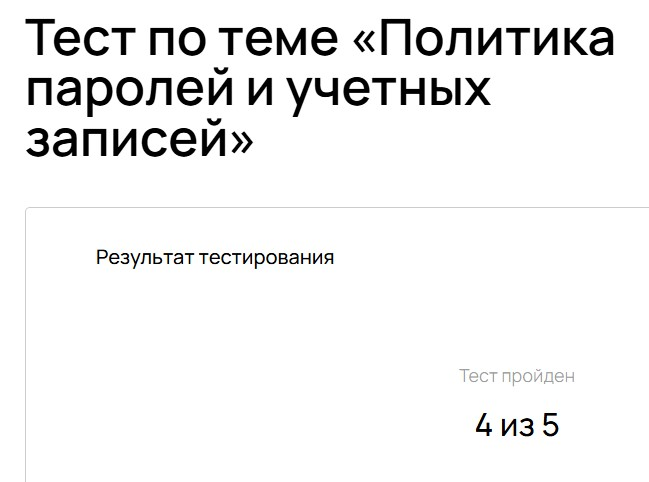 Тест по теме «Политика
паролей и учетных
записей»
Результат тестирования
Тест пройден
4 из 5